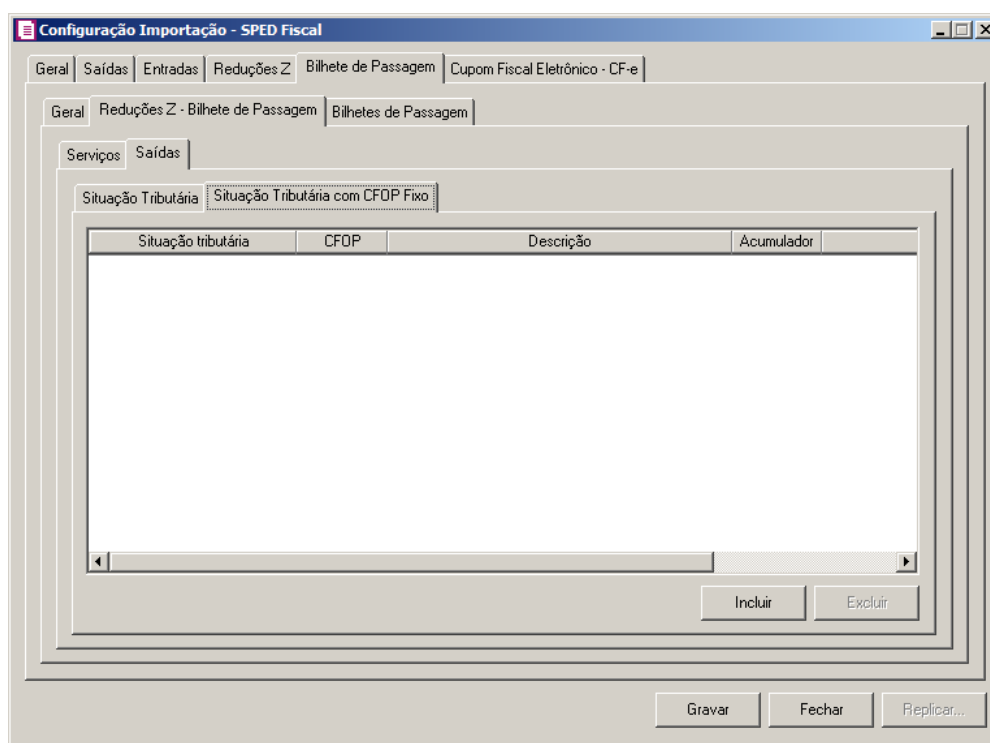 Configuração Importação - SPED Fiscal
Geral Saídas Entradas Reduções Z Bilhete de Passagem Cupom Fiscal Eletrônico - CF-e
Geral Reduções Z - Bilhete de Passagem Bilhetes de Passagem
Serviços Saídas
Situação Tributária Situação Tributária com CFOP Fixo
Situação tributária CFOP Descrição Acumulador
Incluir Excluir
Gravar Fechar Replicar...